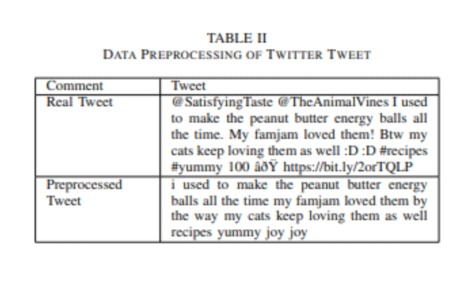 TABLE II
DATA PREPROCESSING OF TWITTER TWEET
Comment Tweet
Real Tweet @SatisfyingTaste @TheAnimalVines I used
to make the peanut butter energy balls all
the time. My famjam loved them! Btw my
cats keep loving them as well :D :D #recipes
#yummy 100 âðŸ https://bit.ly/2orTQLP
Preprocessed i used to make the peanut butter energy
Tweet balls all the time my famjam loved them by
the way my cats keep loving them as well
recipes yummy joy joy